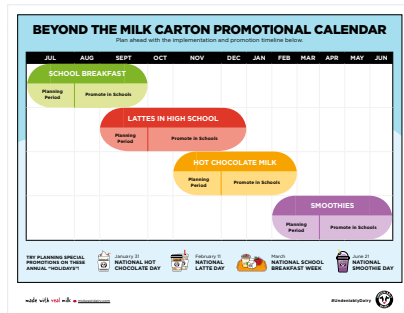 BEYOND THE MILK CARTON PROMOTIONAL CALENDAR
Plan ahead with the implementation and promotion timeline below.
JUL AUG SEPT OCT NOV DEC JAN FEB MAR APR MAY JUN
SCHOOL BREAKFAST
Planning
Period
Promote in Schools
LATTES IN HIGH SCHOOL
Planning
Period
Promote in Schools
HOT CHOCOLATE MILK
Planning
Period
Promote in Schools
SMOOTHIES
Planning
Period
Promote in Schools
TRY PLANNING SPECIAL
PROMOTIONS ON THESE
ANNUAL "HOLIDAYS"!
January 31
NATIONAL HOT
CHOCOLATE DAY
February 11
NATIONAL
LATTE DAY
March
NATIONAL SCHOOL
BREAKFAST WEEK
June 21
NATIONAL
SMOOTHIE DAY
made with real milk
#UndeniablyDairy